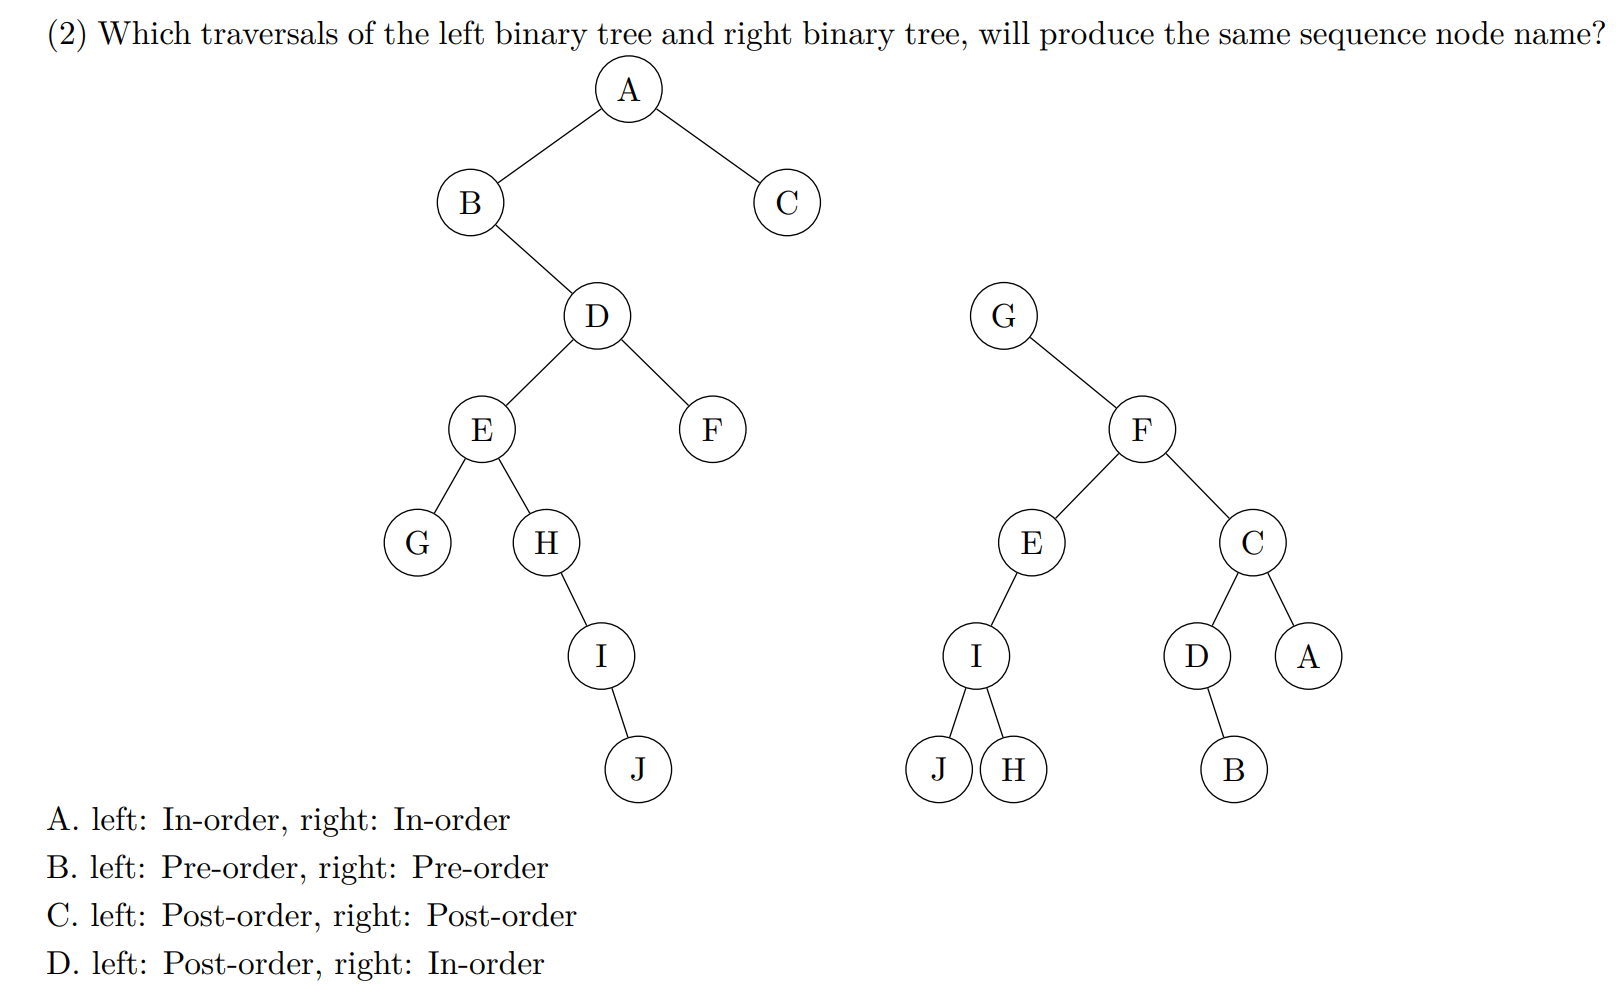 (2) Which traversals of the left binary tree and right binary tree, will produce the same sequence node name?
A
B C
D G
E F F
G H E C
I I D A
J J H B
A. left: In-order, right: In-order
B. left: Pre-order, right: Pre-order
C. left: Post-order, right: Post-order
D. left: Post-order, right: In-order